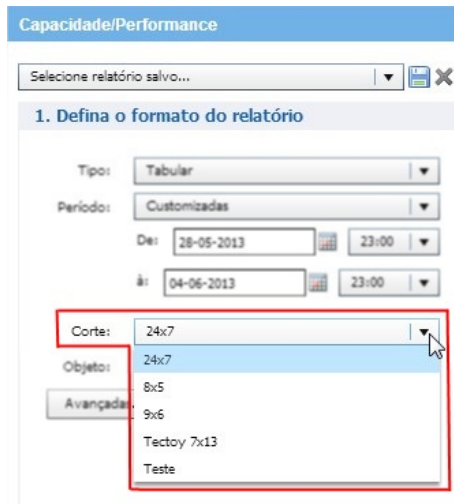 Capacidade/Performance
Selecione relatório salvo...
1. Defina o formato do relatório
Tipo: Tabular
Período: Customizadas
De: 28-05-2013 23:00
à: 04-06-2013 23:00
Corte: 24x7
24x7
Objeto:
8x5
Avançadas
9x6
Tectoy 7x13
Teste